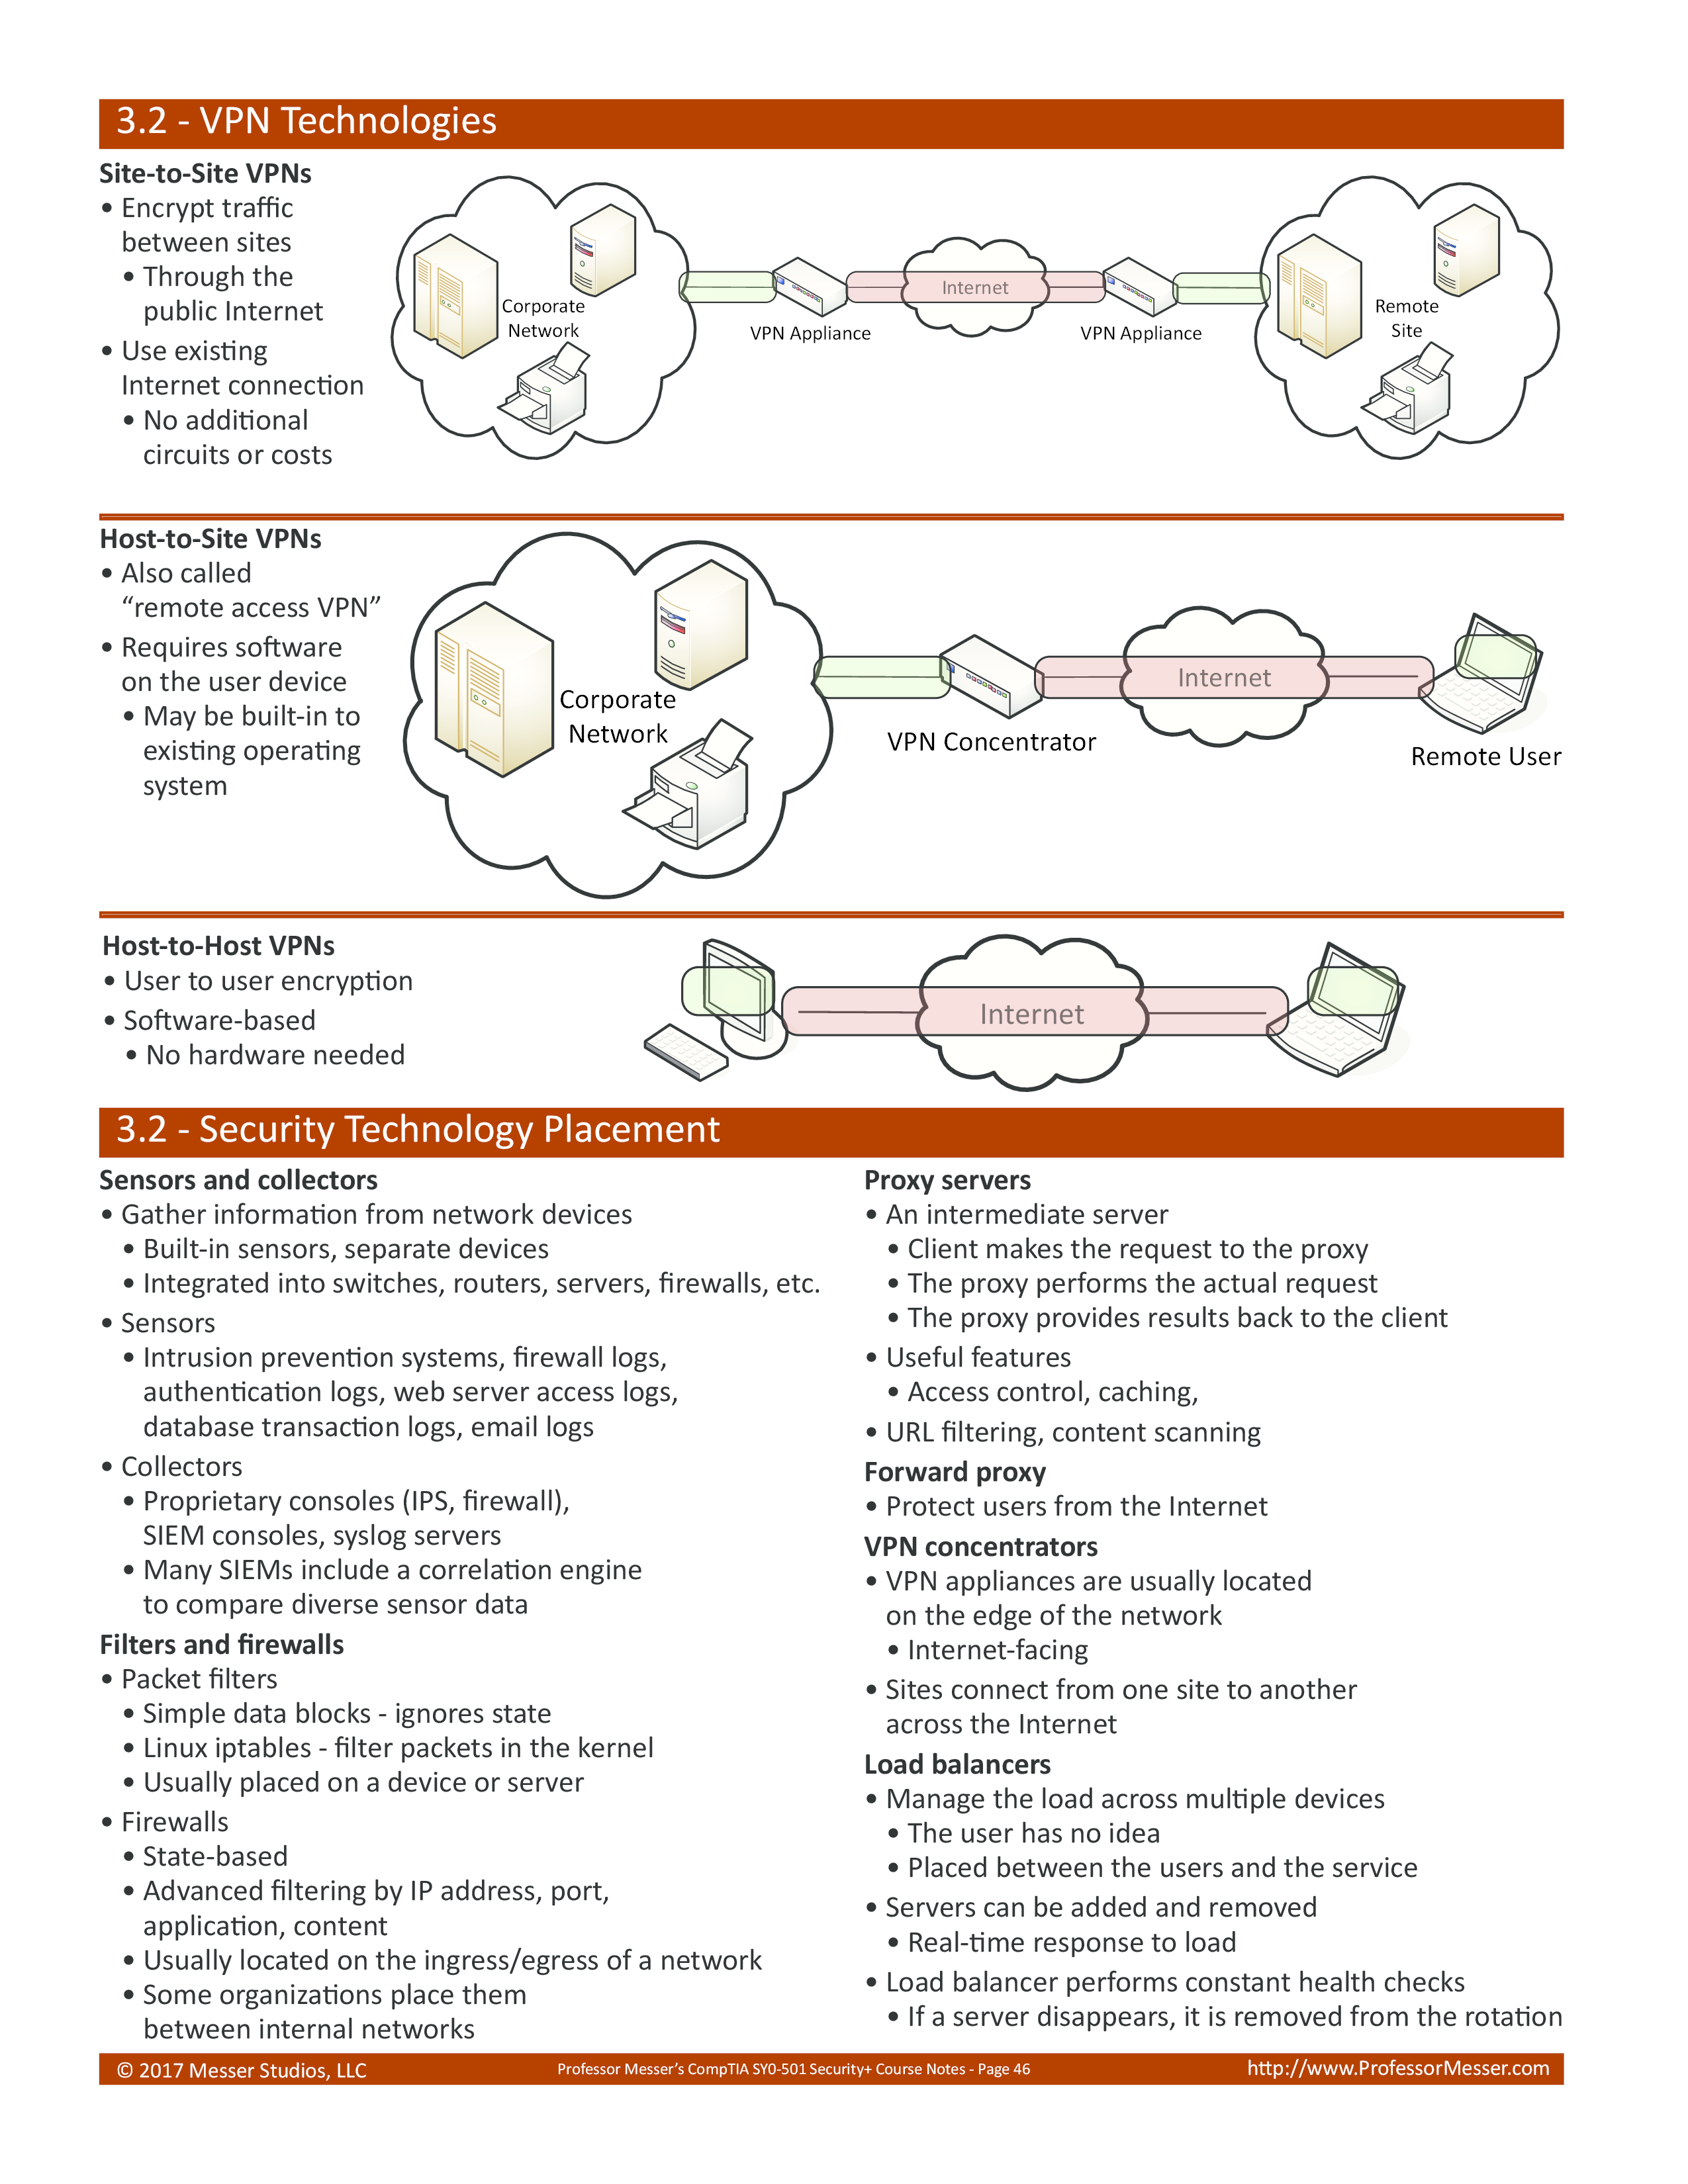 3.2 - VPN Technologies
Site-to-Site VPNs
• Encrypt traffic
between sites
• Through the
public Internet
• Use existing
Internet connection
• No additional
circuits or costs
Corporate
Network
VPN Appliance
Internet
VPN Appliance
Remote
Site
Host-to-Site VPNs
• Also called
“remote access VPN”
• Requires software
on the user device
• May be built-in to
existing operating
system
Corporate
Network
VPN Concentrator
Internet
Remote User
Host-to-Host VPNs
• User to user encryption
• Software-based
• No hardware needed
Internet
3.2 - Security Technology Placement
Sensors and collectors
• Gather information from network devices
• Built-in sensors, separate devices
• Integrated into switches, routers, servers, firewalls, etc.
• Sensors
• Intrusion prevention systems, firewall logs,
authentication logs, web server access logs,
database transaction logs, email logs
• Collectors
• Proprietary consoles (IPS, firewall),
SIEM consoles, syslog servers
• Many SIEMs include a correlation engine
to compare diverse sensor data
Filters and firewalls
• Packet filters
• Simple data blocks - ignores state
• Linux iptables - filter packets in the kernel
• Usually placed on a device or server
• Firewalls
• State-based
• Advanced filtering by IP address, port,
application, content
• Usually located on the ingress/egress of a network
• Some organizations place them
between internal networks
Proxy servers
• An intermediate server
• Client makes the request to the proxy
• The proxy performs the actual request
• The proxy provides results back to the client
• Useful features
• Access control, caching,
• URL filtering, content scanning
Forward proxy
• Protect users from the Internet
VPN concentrators
• VPN appliances are usually located
on the edge of the network
• Internet-facing
• Sites connect from one site to another
across the Internet
Load balancers
• Manage the load across multiple devices
• The user has no idea
• Placed between the users and the service
• Servers can be added and removed
• Real-time response to load
• Load balancer performs constant health checks
• If a server disappears, it is removed from the rotation
© 2017 Messer Studios, LLC
Professor Messer’s CompTIA SY0-501 Security+ Course Notes - Page 46
http://www.ProfessorMesser.com